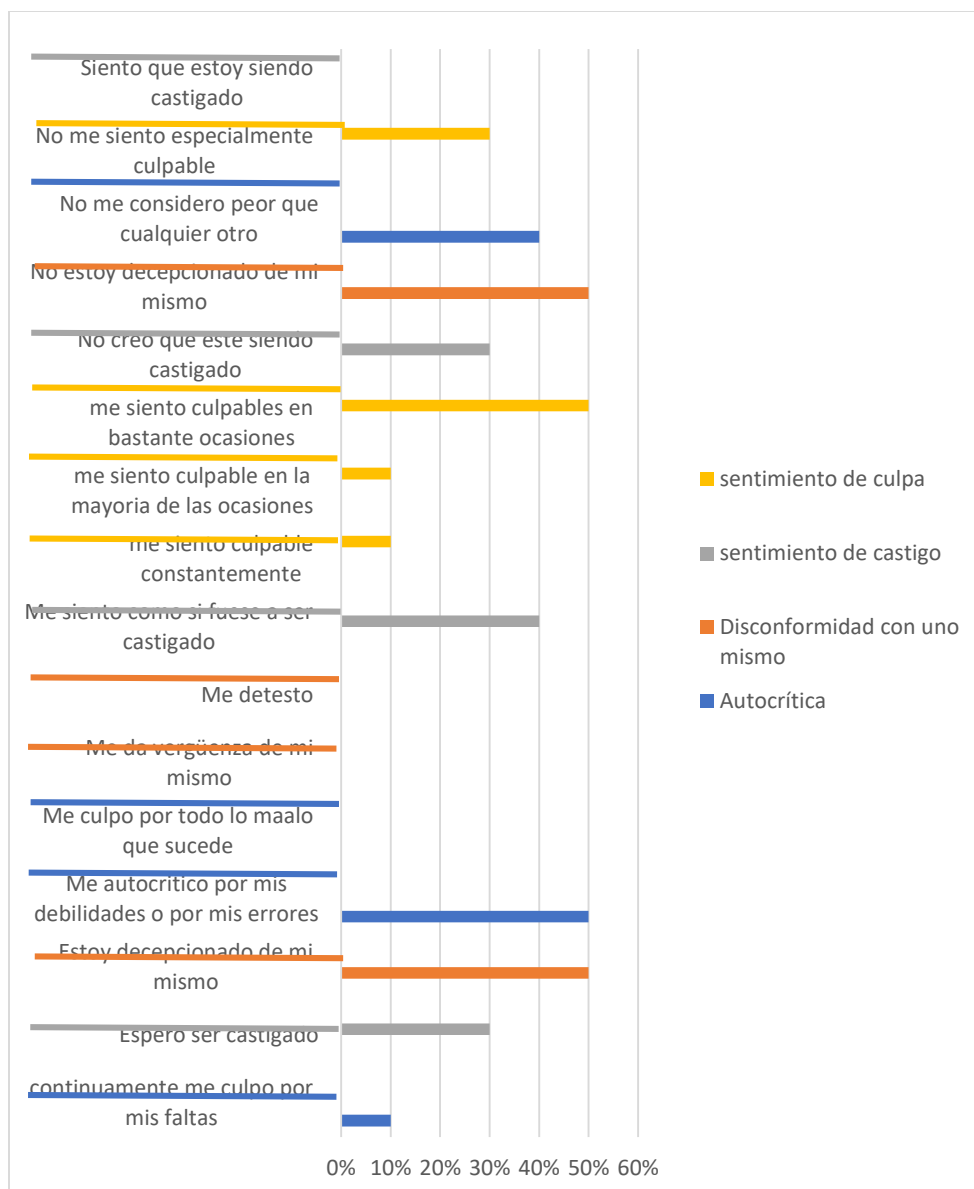 Siento que estoy siendo
castigado
No me siento especialmente
culpable
No me considero peor que
cualquier otro
No estoy decepcionado de mi
mismo
No creo que este siendo
castigado
me siento culpables en
bastante ocasiones
me siento culpable en la
mayoria de las ocasiones
me siento culpable
constantemente
Me siento como si fuese a ser
castigado
Me detesto
Me da vergüenza de mi
mismo
Me culpo por todo lo maalo
que sucede
Me autocritico por mis
debilidades o por mis errores
Estoy decepcionado de mi
mismo
Espero ser castigado
continuamente me culpo por
mis faltas
0% 10% 20% 30% 40% 50% 60%
sentimiento de culpa
sentimiento de castigo
Disconformidad con uno
mismo
Autocrítica